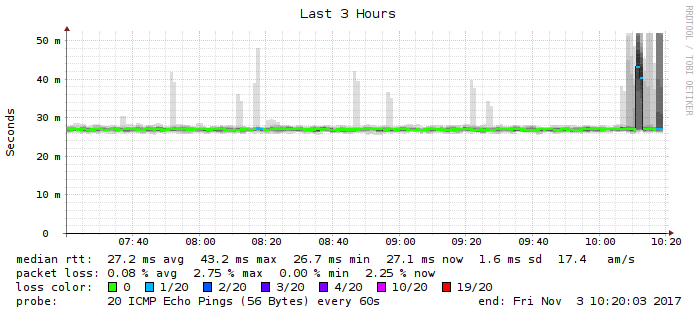 Last 3 Hours
RRDTOOL / TOBI OETIKER
Seconds
50 m
40 m
30 m
20 m
10 m
0
07:40 08:00 08:20 08:40 09:00 09:20 09:40 10:00 10:20
median rtt: 27.2 ms avg 43.2 ms max 26.7 ms min 27.1 ms now 1.6 ms sd 17.4 am/s
packet loss: 0.08 % avg 2.75 % max 0.00 % min 2.25 % now
loss color: 0 1/20 2/20 3/20 4/20 10/20 19/20
probe: 20 ICMP Echo Pings (56 Bytes) every 60s end: Fri Nov 3 10:20:03 2017